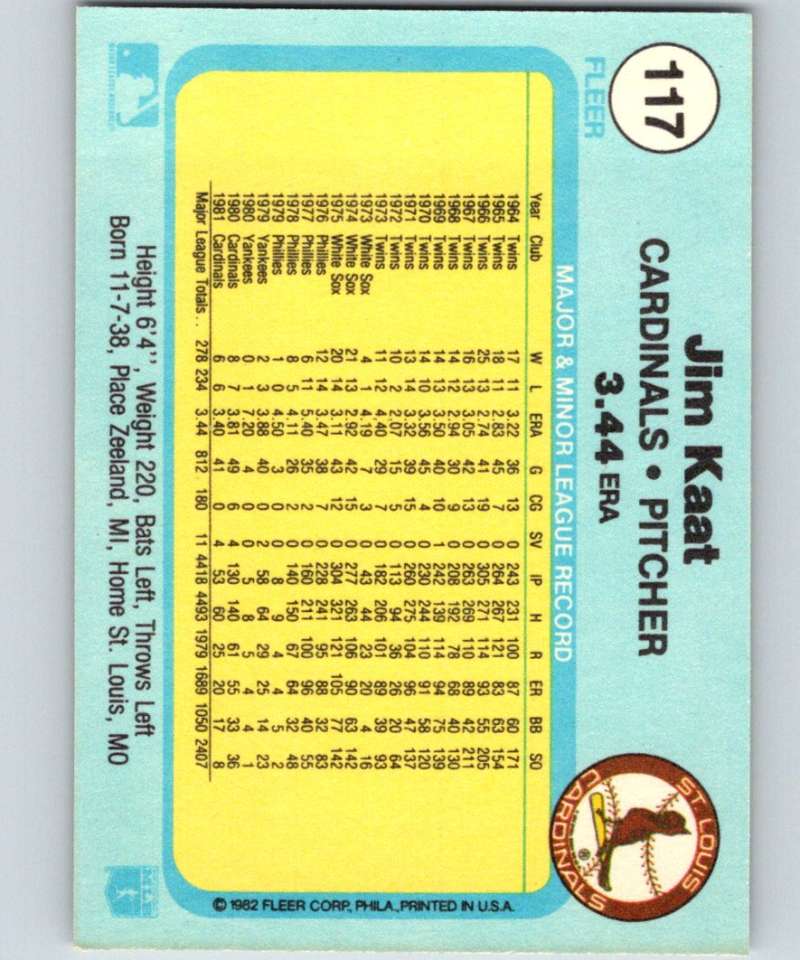 117
FLEER
Jim Kaat
CARDINALS • PITCHER
3.44 ERA
ST. LOUIS
CARDINALS
®
MAJOR & MINOR LEAGUE RECORD
Year Club W L ERA G CG SV IP H R ER BB SO
1964 Twins 17 11 3.22 36 13 0 243 231 100 87 60 171
1965 Twins 18 11 2.83 45 7 0 264 267 121 83 63 154
1966 Twins 25 13 2.74 41 19 0 305 271 114 93 55 205
1967 Twins 16 13 3.05 42 13 0 263 269 110 89 42 211
1968 Twins 14 12 2.94 30 9 0 208 192 78 68 40 130
1969 Twins 14 13 3.50 40 10 1 242 139 114 94 75 139
1970 Twins 14 10 3.56 45 4 0 230 244 110 91 58 120
1971 Twins 13 14 3.32 39 15 0 260 275 104 96 47 137
1972 Twins 10 2 2.07 15 5 0 113 94 36 26 20 64
1973 Twins 11 12 4.40 29 7 0 182 206 101 89 39 93
1973 White Sox 4 1 4.19 7 3 0 43 44 23 20 4 16
1974 White Sox 21 13 2.92 42 15 0 277 263 106 90 63 142
1975 White Sox 20 14 3.11 43 12 0 304 321 121 105 77 142
1976 Phillies 12 14 3.47 38 7 0 228 241 95 88 32 83
1977 Phillies 6 11 5.40 35 2 0 160 211 100 96 40 55
1978 Phillies 8 5 4.11 26 2 0 140 150 67 64 32 48
1979 Phillies 1 0 4.50 3 0 0 8 9 4 4 5 2
1979 Yankees 2 3 3.88 40 0 2 58 64 29 25 14 23
1980 Yankees 0 1 7.20 4 0 0 5 8 5 4 4 1
1980 Cardinals 8 7 3.81 49 6 4 130 140 61 55 33 36
1981 Cardinals 6 6 3.40 41 0 4 53 60 25 20 17 8
Major League Totals . . 278 234 3.44 812 180 11 4418 4493 1979 1689 1050 2407
© 1982 FLEER CORP., PHILA., PRINTED IN U.S.A.
Height 6'4'', Weight 220, Bats Left, Throws Left
Born 11-7-38, Place Zeeland, MI, Home St. Louis, MO